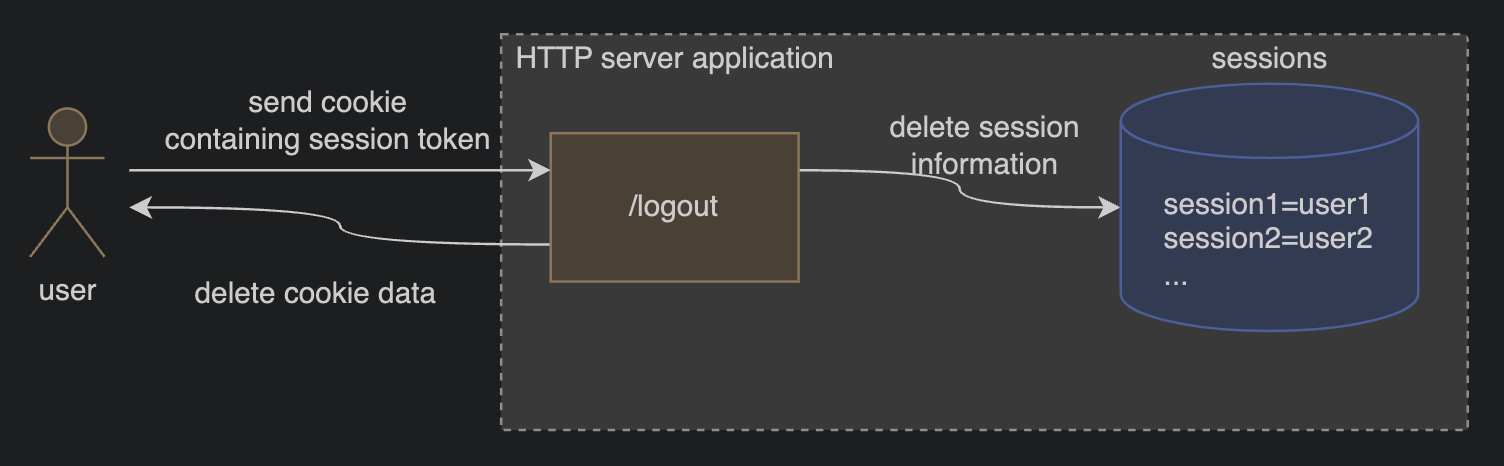 HTTP server application
sessions
send cookie
containing session token
delete session
information
/logout
session1=user1
session2=user2
...
user
delete cookie data